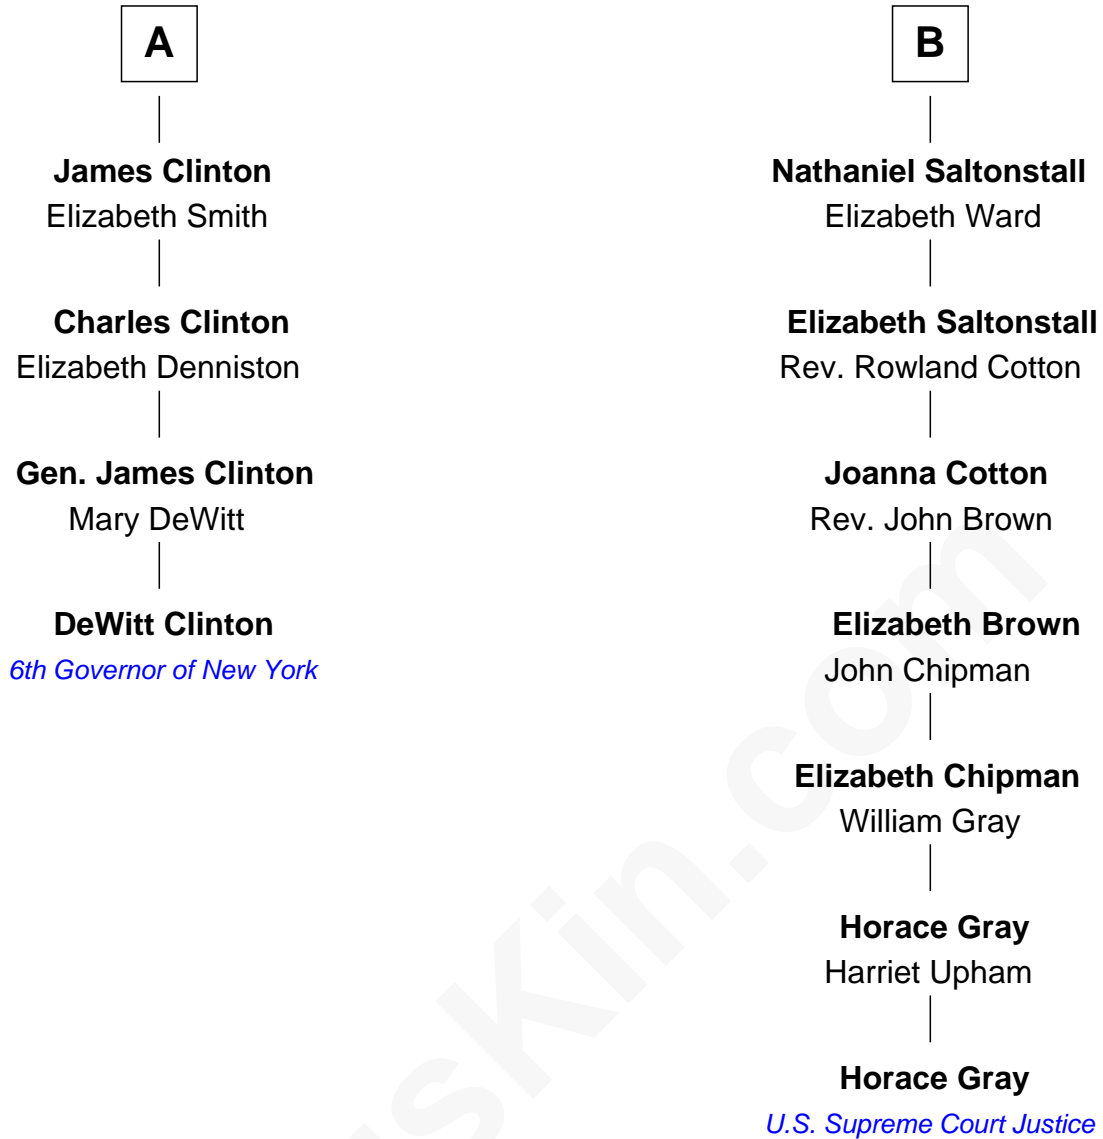 A
James Clinton
Elizabeth Smith
Charles Clinton
Elizabeth Denniston
Gen. James Clinton
Mary DeWitt
DeWitt Clinton
6th Governor of New York
B
Nathaniel Saltonstall
Elizabeth Ward
Elizabeth Saltonstall
Rev. Rowland Cotton
Joanna Cotton
Rev. John Brown
Elizabeth Brown
John Chipman
Elizabeth Chipman
William Gray
Horace Gray
Harriet Upham
Horace Gray
U.S. Supreme Court Justice